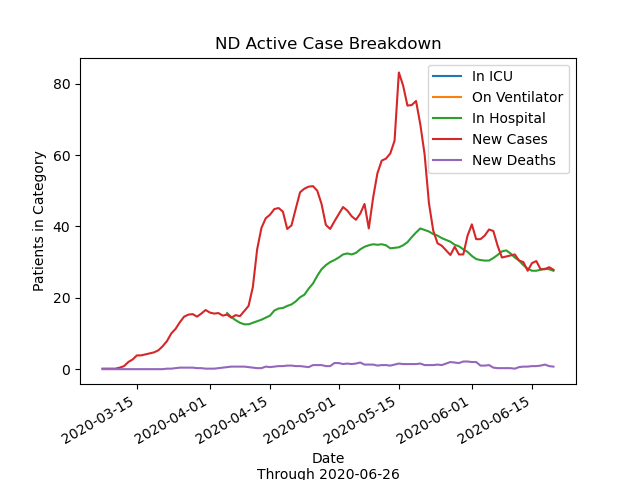 ND Active Case Breakdown
In ICU
On Ventilator
In Hospital
New Cases
New Deaths
Patients in Category
80
60
40
20
0
2020-03-15
2020-04-01
2020-04-15
2020-05-01
2020-05-15
2020-06-01
2020-06-15
Date
Through 2020-06-26